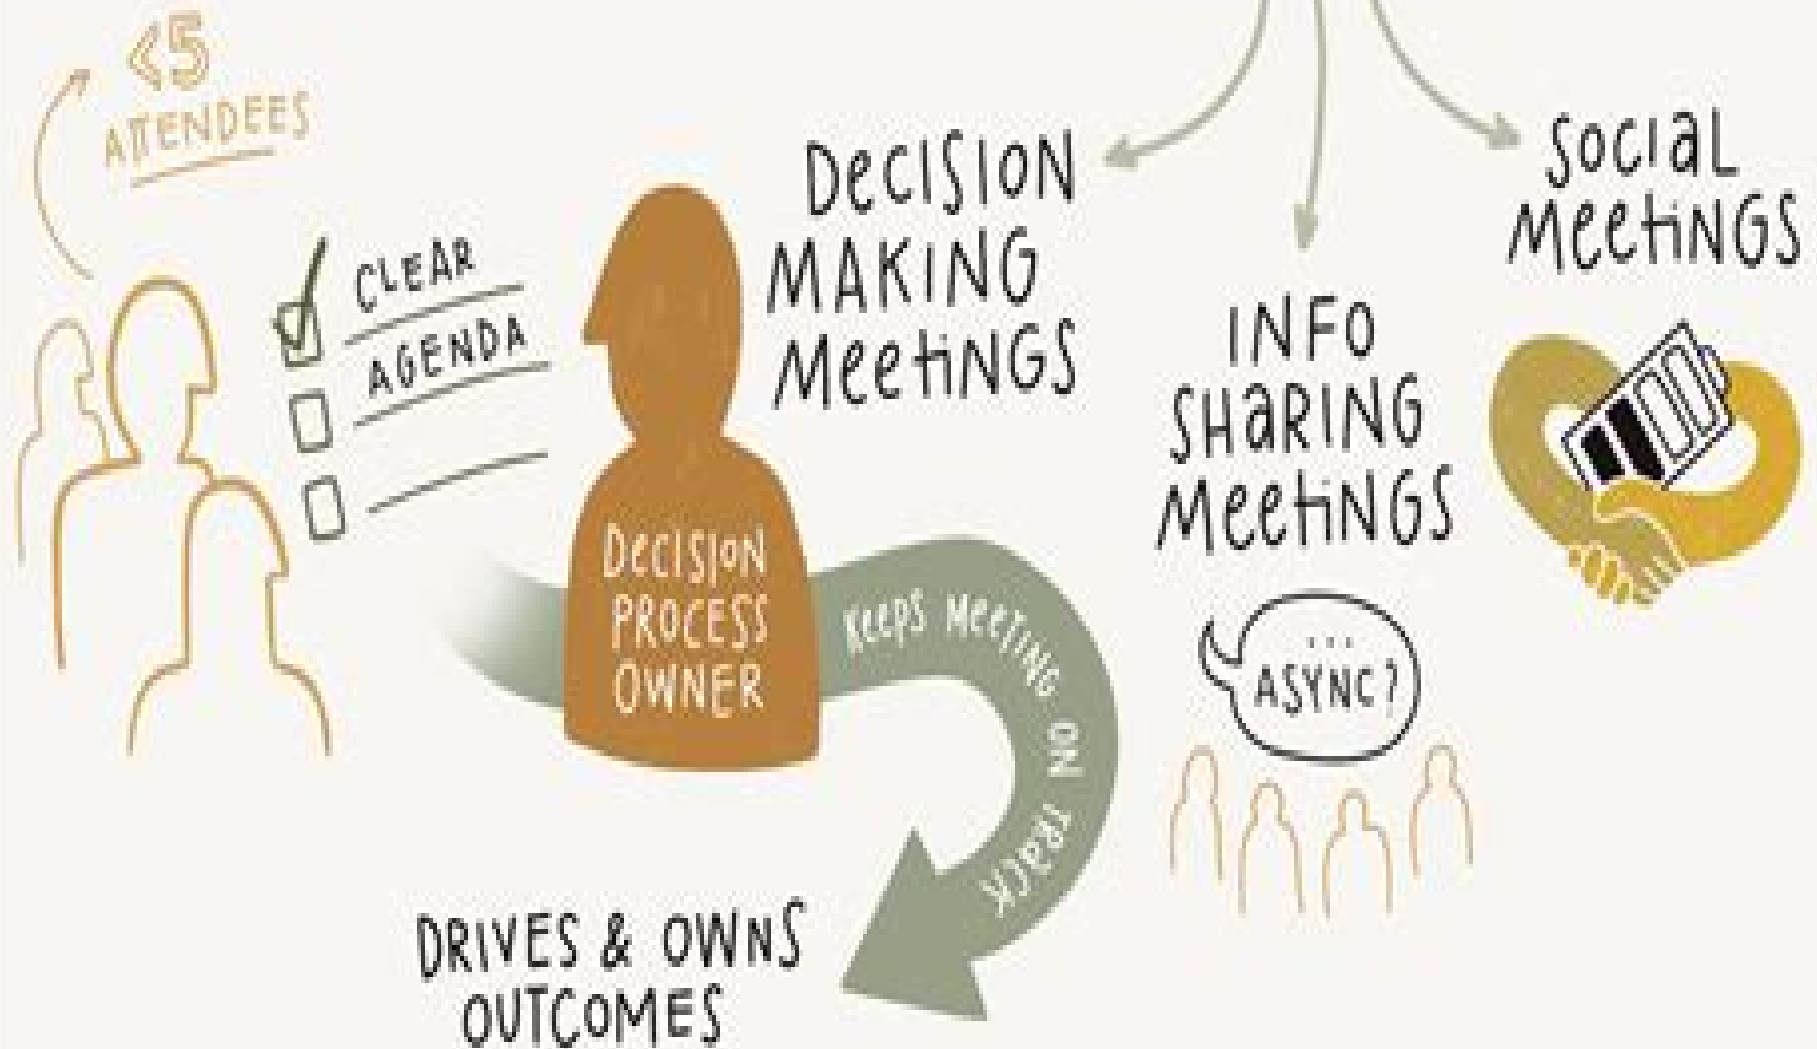 <5
ATTENDEES
CLEAR
AGENDA
DECISION
MAKING
MEETINGS
SOCIAL
MEETINGS
INFO
SHARING
MEETINGS
DECISION
PROCESS
OWNER
KEEPS MEETING ON TRACK
...
ASYNC?
DRIVES & OWNS
OUTCOMES